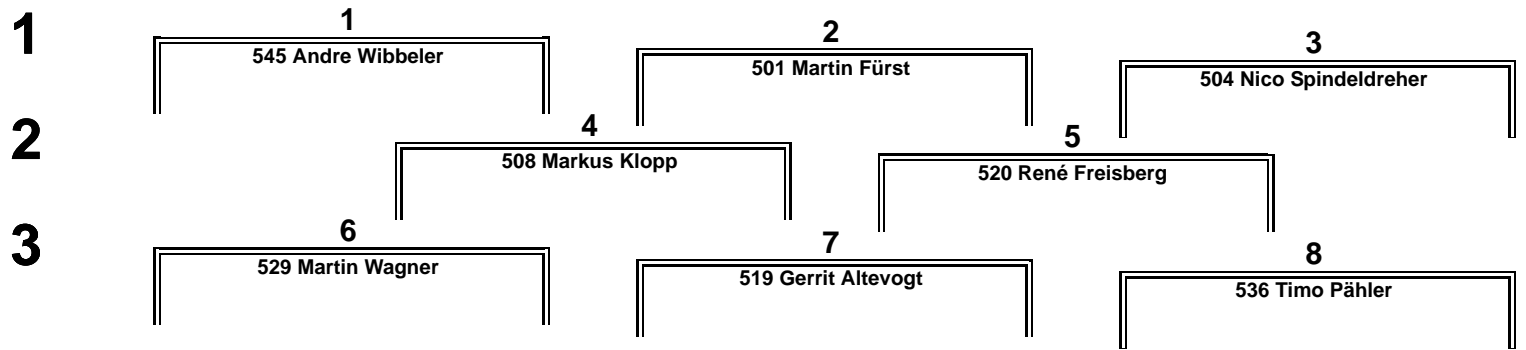 1
1
545 Andre Wibbeler
2
501 Martin Fürst
3
504 Nico Spindeldreher
2
4
508 Markus Klopp
5
520 René Freisberg
3
6
529 Martin Wagner
7
519 Gerrit Altevogt
8
536 Timo Pähler